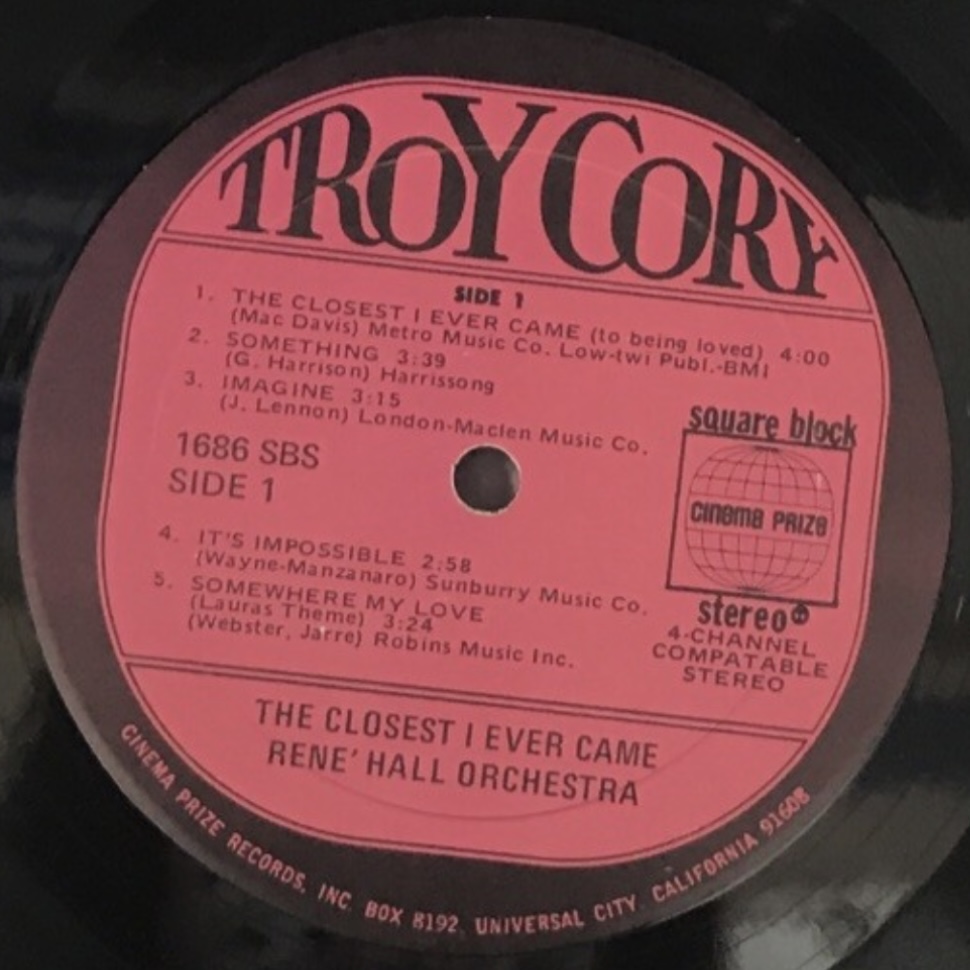 TROY CORY
SIDE 1
1. THE CLOSEST I EVER CAME (to being loved) 4:00
(Mac Davis) Metro Music Co. Low-twi Publ.-BMI
2. SOMETHING 3:39
(G. Harrison) Harrissong
3. IMAGINE 3:15
(J. Lennon) London-Maclen Music Co.
1686 SBS
SIDE 1
square block
CINEMA PRIZE
stereo
4-CHANNEL
COMPATABLE
STEREO
4. IT'S IMPOSSIBLE 2:58
(Wayne-Manzanaro) Sunburry Music Co.
5. SOMEWHERE MY LOVE
(Lauras Theme) 3:24
(Webster, Jarre) Robins Music Inc.
THE CLOSEST I EVER CAME
RENE' HALL ORCHESTRA
CINEMA PRIZE RECORDS, INC. BOX 8192, UNIVERSAL CITY, CALIFORNIA 91608